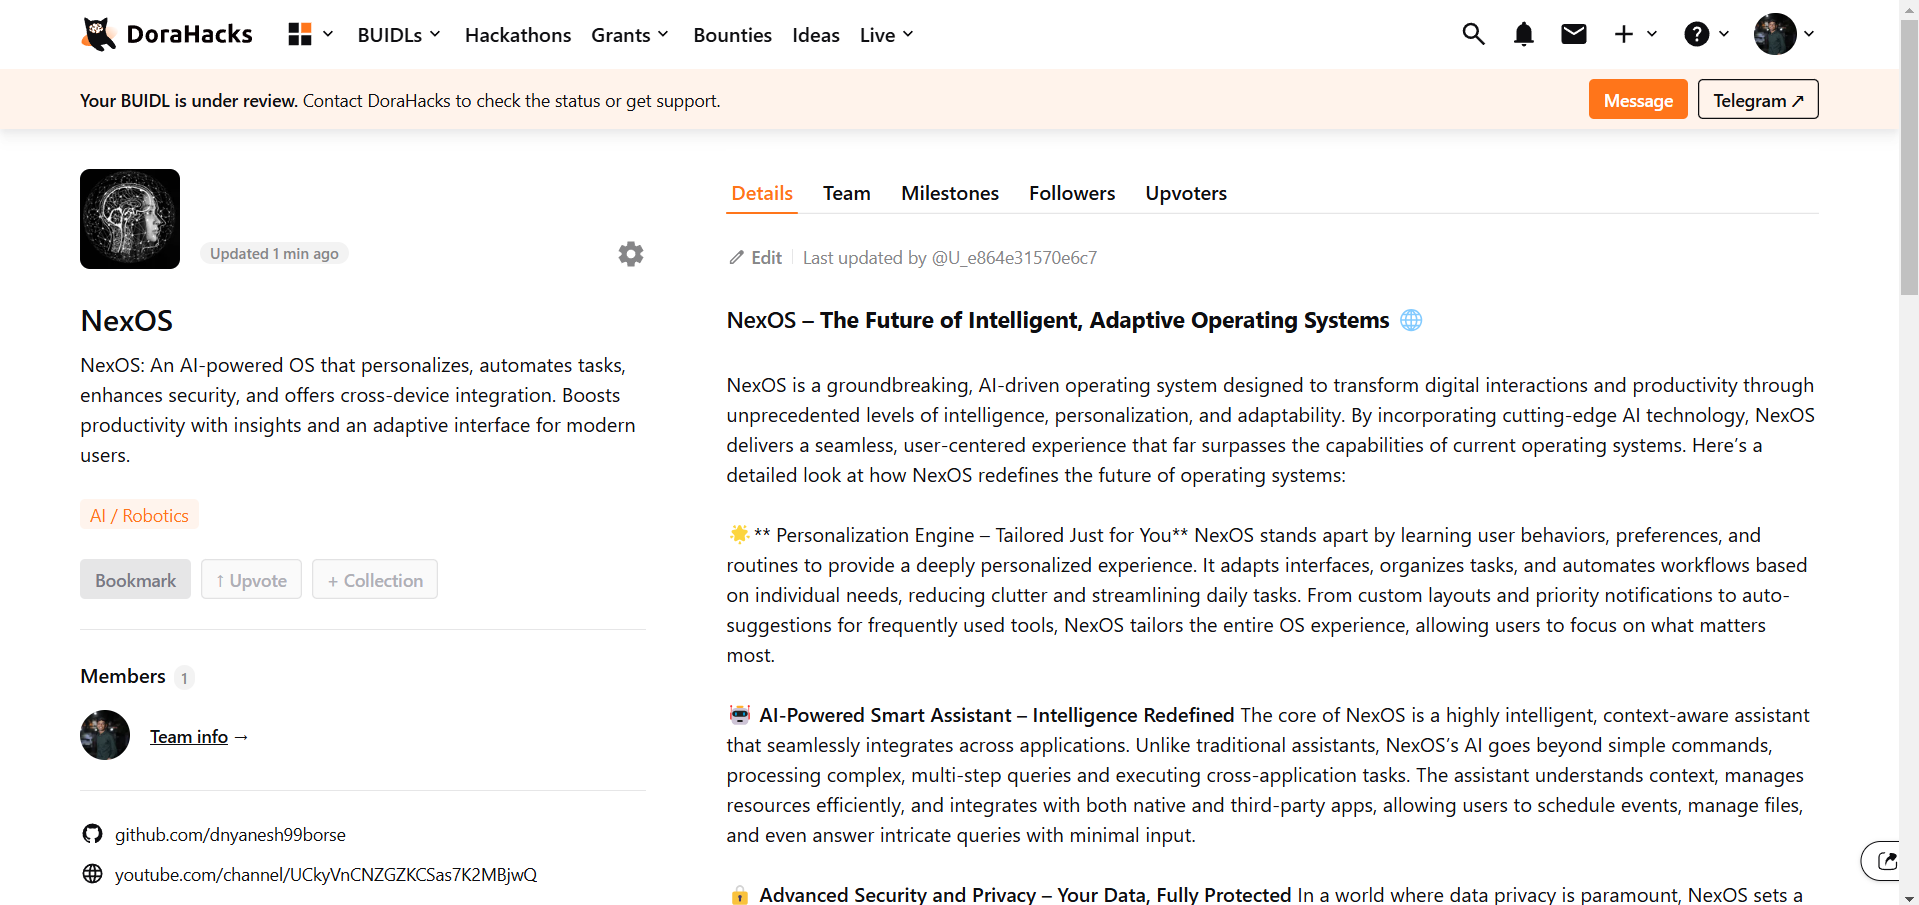 DoraHacks
BUIDLs
Hackathons
Grants
Bounties
Ideas
Live
Your BUIDL is under review. Contact DoraHacks to check the status or get support.
Message
Telegram ↗
Updated 1 min ago
NexOS
NexOS: An AI-powered OS that personalizes, automates tasks,
enhances security, and offers cross-device integration. Boosts
productivity with insights and an adaptive interface for modern
users.
AI / Robotics
Bookmark
↑ Upvote
+ Collection
Members 1
Team info →
github.com/dnyanesh99borse
youtube.com/channel/UCkyVnCNZGZKCSas7K2MBjwQ
Details
Team
Milestones
Followers
Upvoters
Edit
Last updated by @U_e864e31570e6c7
NexOS – The Future of Intelligent, Adaptive Operating Systems 🌐
NexOS is a groundbreaking, AI-driven operating system designed to transform digital interactions and productivity through
unprecedented levels of intelligence, personalization, and adaptability. By incorporating cutting-edge AI technology, NexOS
delivers a seamless, user-centered experience that far surpasses the capabilities of current operating systems. Here’s a
detailed look at how NexOS redefines the future of operating systems:
🌟** Personalization Engine – Tailored Just for You** NexOS stands apart by learning user behaviors, preferences, and
routines to provide a deeply personalized experience. It adapts interfaces, organizes tasks, and automates workflows based
on individual needs, reducing clutter and streamlining daily tasks. From custom layouts and priority notifications to auto-
suggestions for frequently used tools, NexOS tailors the entire OS experience, allowing users to focus on what matters
most.
🤖 AI-Powered Smart Assistant – Intelligence Redefined The core of NexOS is a highly intelligent, context-aware assistant
that seamlessly integrates across applications. Unlike traditional assistants, NexOS’s AI goes beyond simple commands,
processing complex, multi-step queries and executing cross-application tasks. The assistant understands context, manages
resources efficiently, and integrates with both native and third-party apps, allowing users to schedule events, manage files,
and even answer intricate queries with minimal input.
🔒 Advanced Security and Privacy – Your Data, Fully Protected In a world where data privacy is paramount, NexOS sets a